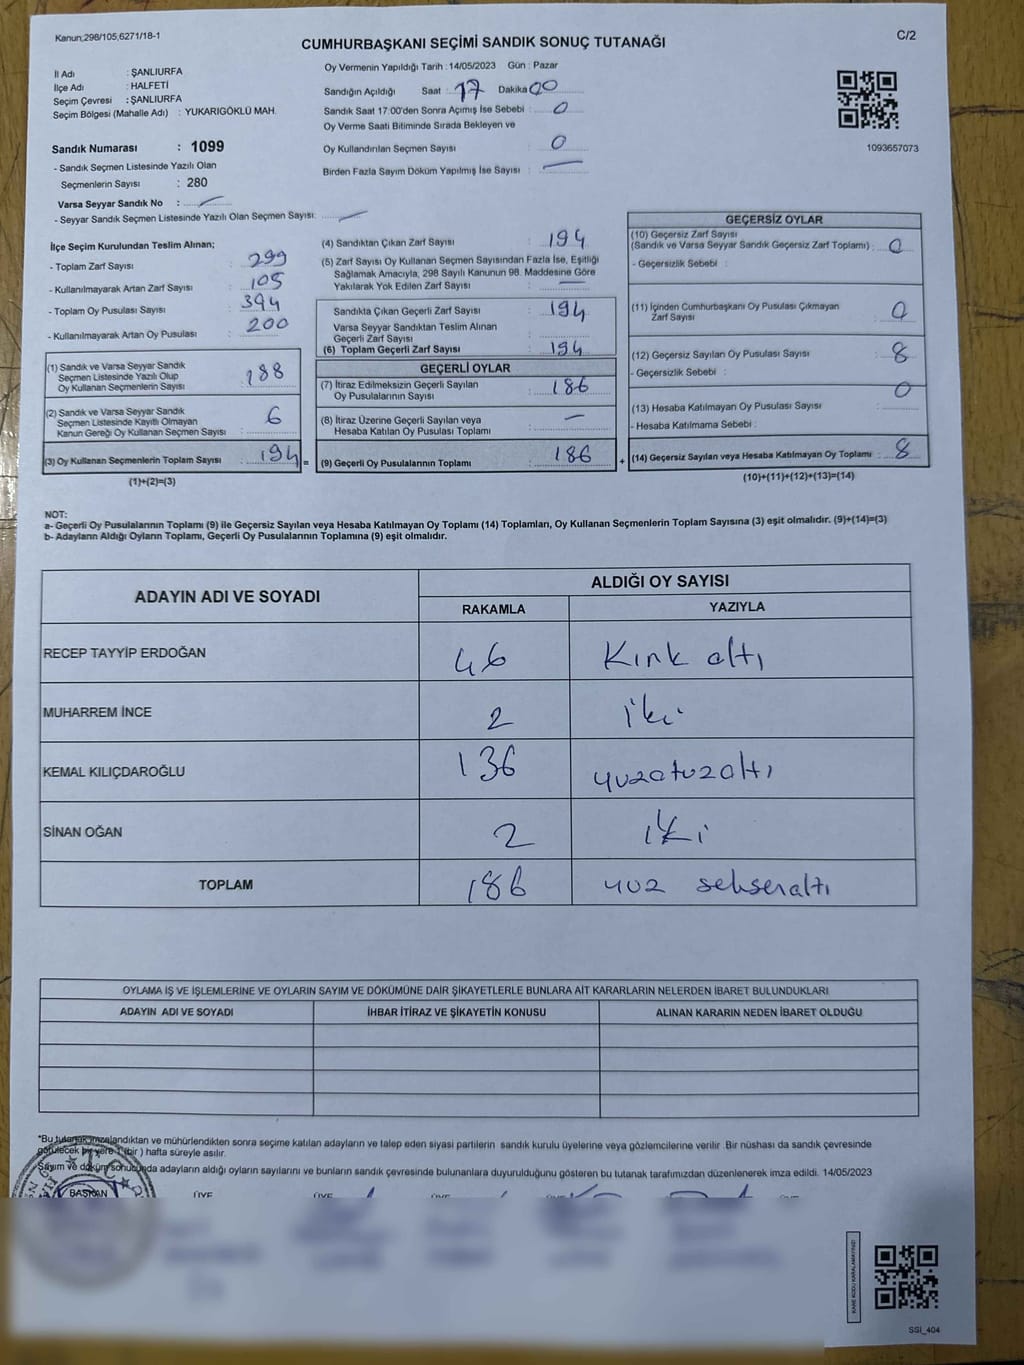 Kanun;298/105,6271/18-1
C/2
CUMHURBAŞKANI SEÇİMİ SANDIK SONUÇ TUTANAĞI
İl Adı : ŞANLIURFA
İlçe Adı : HALFETİ
Seçim Çevresi : ŞANLIURFA
Seçim Bölgesi (Mahalle Adı) : YUKARIGÖKLÜ MAH.
Sandık Numarası : 1099
- Sandık Seçmen Listesinde Yazılı Olan
Seçmenlerin Sayısı : 280
Varsa Seyyar Sandık No :
- Seyyar Sandık Seçmen Listesinde Yazılı Olan Seçmen Sayısı:
Oy Vermenin Yapıldığı Tarih : 14/05/2023 Gün : Pazar
Sandığın Açıldığı Saat : 17 Dakika 00
Sandık Saat 17:00'den Sonra Açımış İse Sebebi : 0
Oy Verme Saati Bitiminde Sırada Bekleyen ve
Oy Kullandırılan Seçmen Sayısı : 0
Birden Fazla Sayım Döküm Yapılmış İse Sayısı : —
1093657073
İlçe Seçim Kurulundan Teslim Alınan;
- Toplam Zarf Sayısı : 299
- Kullanılmayarak Artan Zarf Sayısı : 105
- Toplam Oy Pusulası Sayısı : 394
- Kullanılmayarak Artan Oy Pusulası : 200
(1) Sandık ve Varsa Seyyar Sandık
Seçmen Listesinde Yazılı Olup
Oy Kullanan Seçmenlerin Sayısı : 188
(2) Sandık ve Varsa Seyyar Sandık
Seçmen Listesinde Kayıtlı Olmayan
Kanun Gereği Oy Kullanan Seçmen Sayısı : 6
(3) Oy Kullanan Seçmenlerin Toplam Sayısı : 194 =
(1)+(2)=(3)
(4) Sandıktan Çıkan Zarf Sayısı : 194
(5) Zarf Sayısı Oy Kullanan Seçmen Sayısından Fazla İse, Eşitliği
Sağlamak Amacıyla, 298 Sayılı Kanunun 98. Maddesine Göre
Yakılarak Yok Edilen Zarf Sayısı : —
Sandıkta Çıkan Geçerli Zarf Sayısı : 194
Varsa Seyyar Sandıktan Teslim Alınan
Geçerli Zarf Sayısı :
(6) Toplam Geçerli Zarf Sayısı : 194
GEÇERLİ OYLAR
(7) İtiraz Edilmeksizin Geçerli Sayılan
Oy Pusulalarının Sayısı : 186
(8) İtiraz Üzerine Geçerli Sayılan veya
Hesaba Katılan Oy Pusulası Toplamı : —
(9) Geçerli Oy Pusulalarının Toplamı : 186 +
GEÇERSİZ OYLAR
(10) Geçersiz Zarf Sayısı
(Sandık ve Varsa Seyyar Sandık Geçersiz Zarf Toplamı) : 0
- Geçersizlik Sebebi :
(11) İçinden Cumhurbaşkanı Oy Pusulası Çıkmayan
Zarf Sayısı : 0
(12) Geçersiz Sayılan Oy Pusulası Sayısı : 8
- Geçersizlik Sebebi :
(13) Hesaba Katılmayan Oy Pusulası Sayısı : 0
- Hesaba Katılmama Sebebi :
(14) Geçersiz Sayılan veya Hesaba Katılmayan Oy Toplamı : 8
(10)+(11)+(12)+(13)=(14)
NOT:
a- Geçerli Oy Pusulalarının Toplamı (9) ile Geçersiz Sayılan veya Hesaba Katılmayan Oy Toplamı (14) Toplamları, Oy Kullanan Seçmenlerin Toplam Sayısına (3) eşit olmalıdır. (9)+(14)=(3)
b- Adayların Aldığı Oyların Toplamı, Geçerli Oy Pusulalarının Toplamına (9) eşit olmalıdır.
ADAYIN ADI VE SOYADI ALDIĞI OY SAYISI
RAKAMLA YAZIYLA
RECEP TAYYİP ERDOĞAN 46 Kırık altı
MUHARREM İNCE 2 iki
KEMAL KILIÇDAROĞLU 136 yuzotuzaltı
SİNAN OĞAN 2 iki
TOPLAM 186 yuz seksenaltı
OYLAMA İŞ VE İŞLEMLERİNE VE OYLARIN SAYIM VE DÖKÜMÜNE DAİR ŞİKAYETLERLE BUNLARA AİT KARARLARIN NELERDEN İBARET BULUNDUKLARI
ADAYIN ADI VE SOYADI İHBAR İTİRAZ VE ŞİKAYETİN KONUSU ALINAN KARARIN NEDEN İBARET OLDUĞU
*Bu tutanak imzalandıktan ve mühürlendikten sonra seçime katılan adayların ve talep eden siyasi partilerin sandık kurulu üyelerine veya gözlemcilerine verilir. Bir nüshası da sandık çevresinde
görülecek bir yere 1 (bir ) hafta süreyle asılır.
Sayım ve döküm sonucunda adayların aldığı oyların sayılarını ve bunların sandık çevresinde bulunanlara duyurulduğunu gösteren bu tutanak tarafımızdan düzenlenerek imza edildi. 14/05/2023
BAŞKAN ÜYE ÜYE ÜYE ÜYE ÜYE ÜYE
KARE KODU KARALAMAYINIZ!
SSİ_404